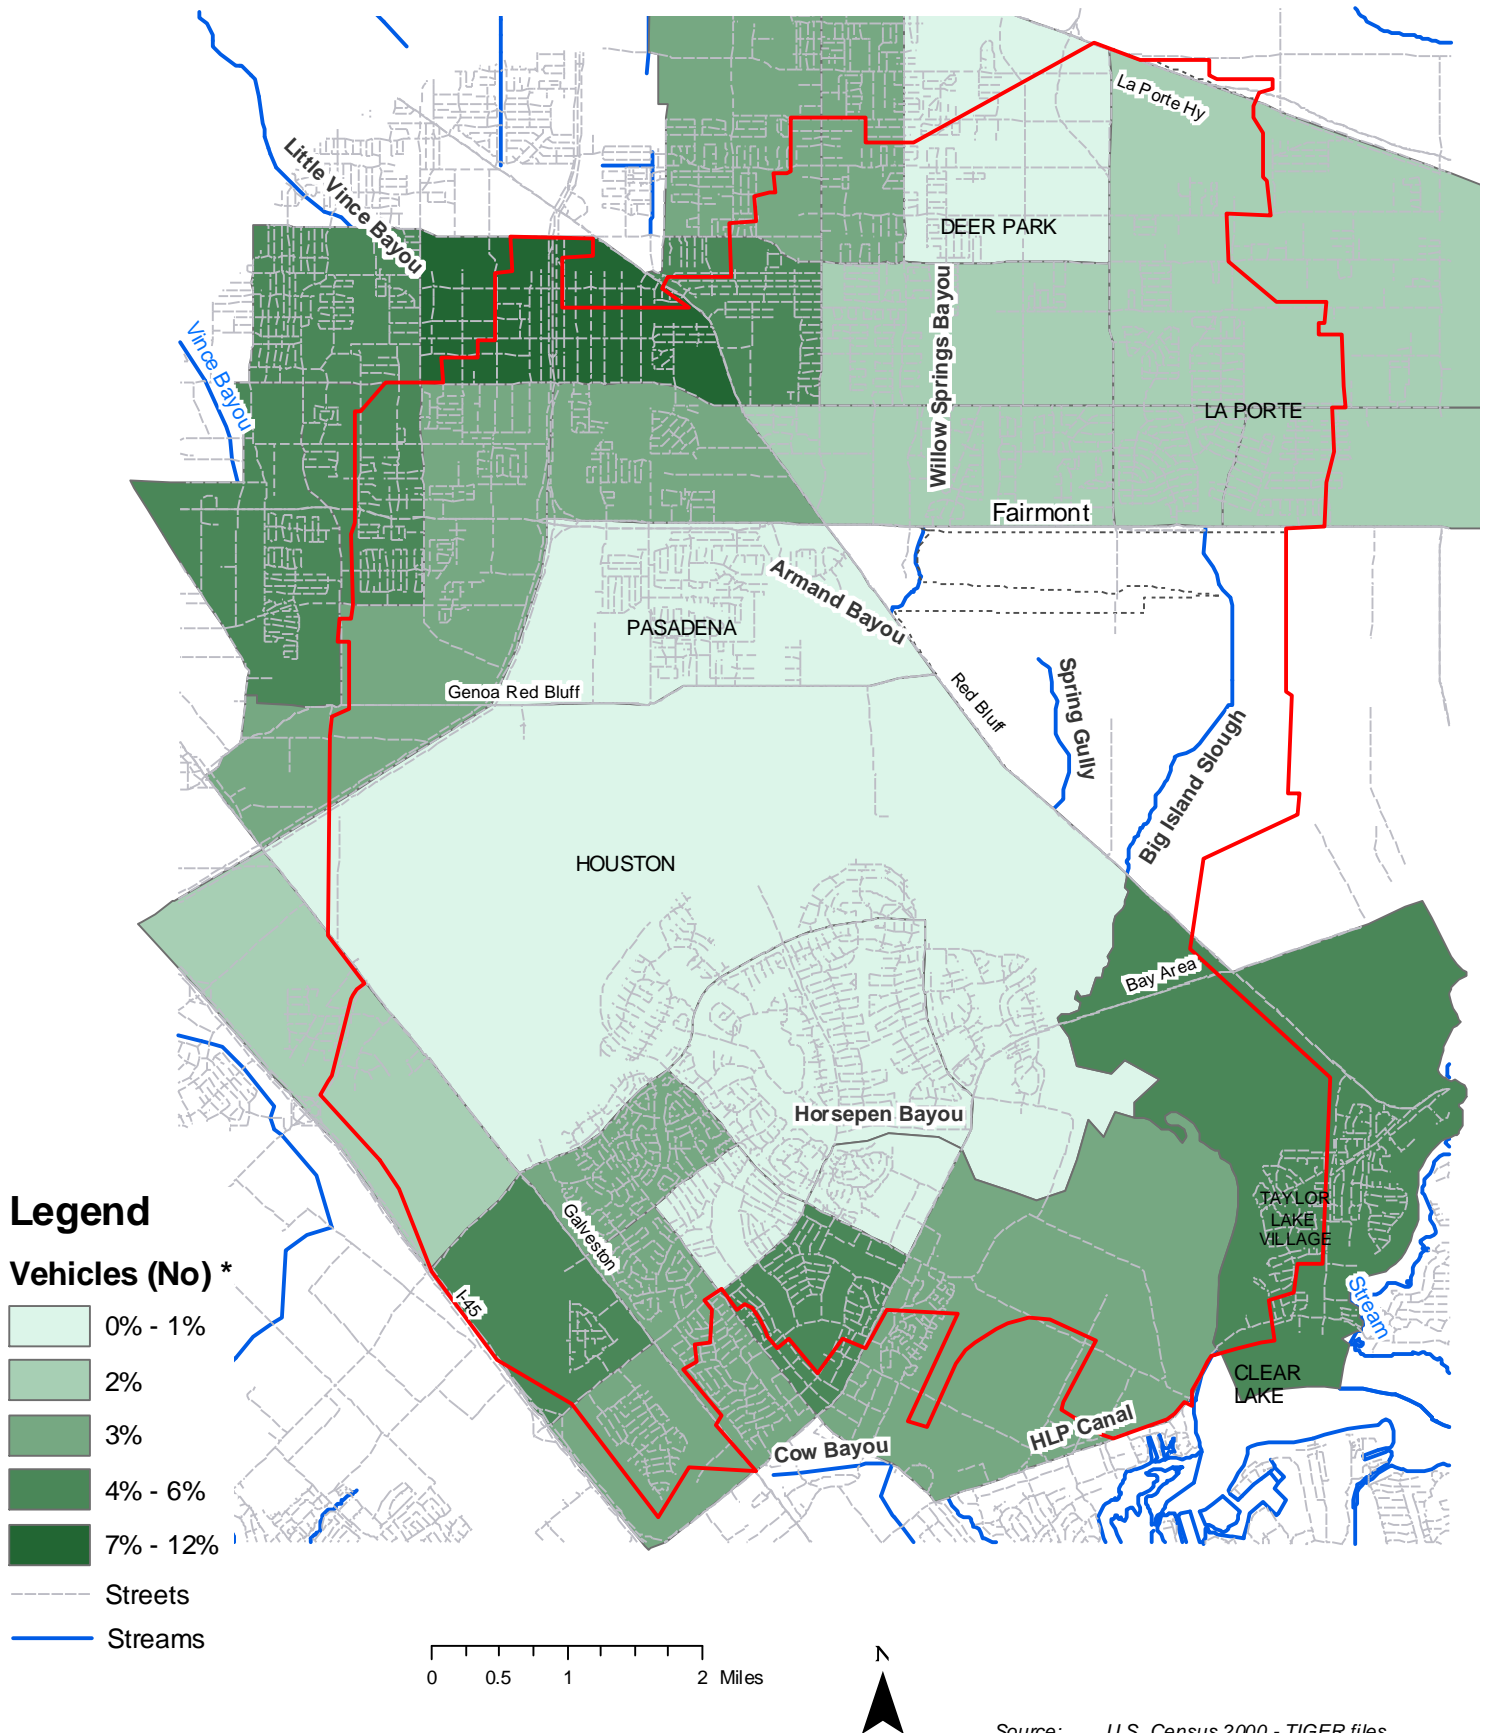 La Porte Hy
Little Vince Bayou
DEER PARK
Willow Springs Bayou
Vince Bayou
LA PORTE
Fairmont
Armand Bayou
PASADENA
Genoa Red Bluff
Red Bluff
Spring Gully
Big Island Slough
HOUSTON
Bay Area
Horsepen Bayou
TAYLOR
LAKE
VILLAGE
Galveston
I-45
Stream
CLEAR
LAKE
HLP Canal
Cow Bayou
Legend
Vehicles (No) *
0% - 1%
2%
3%
4% - 6%
7% - 12%
Streets
Streams
0 0.5 1 2 Miles
N
Source: U.S. Census 2000 - TIGER files